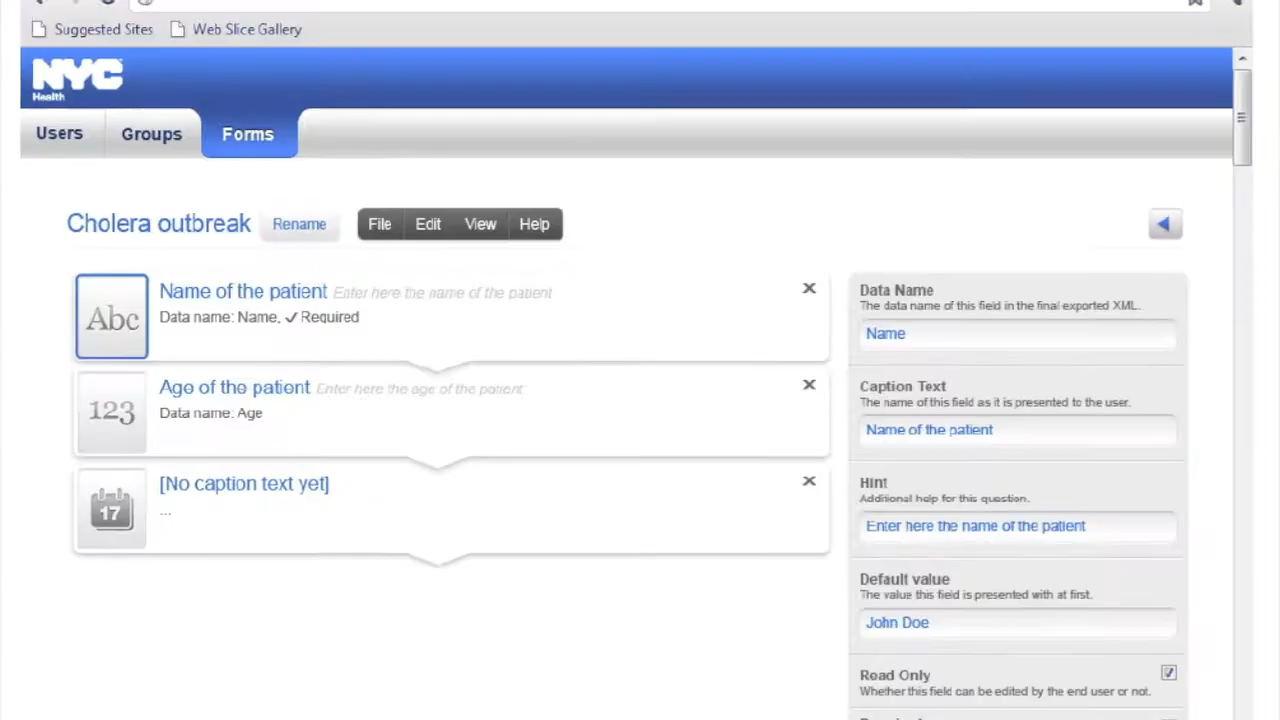 Suggested Sites Web Slice Gallery
NYC
Health
Users Groups Forms
Cholera outbreak Rename File Edit View Help
Abc
Name of the patient Enter here the name of the patient
Data name: Name, ✓ Required
123
Age of the patient Enter here the age of the patient
Data name: Age
17
[No caption text yet]
...
Data Name
The data name of this field in the final exported XML.
Name
Caption Text
The name of this field as it is presented to the user.
Name of the patient
Hint
Additional help for this question.
Enter here the name of the patient
Default value
The value this field is presented with at first.
John Doe
Read Only
Whether this field can be edited by the end user or not.